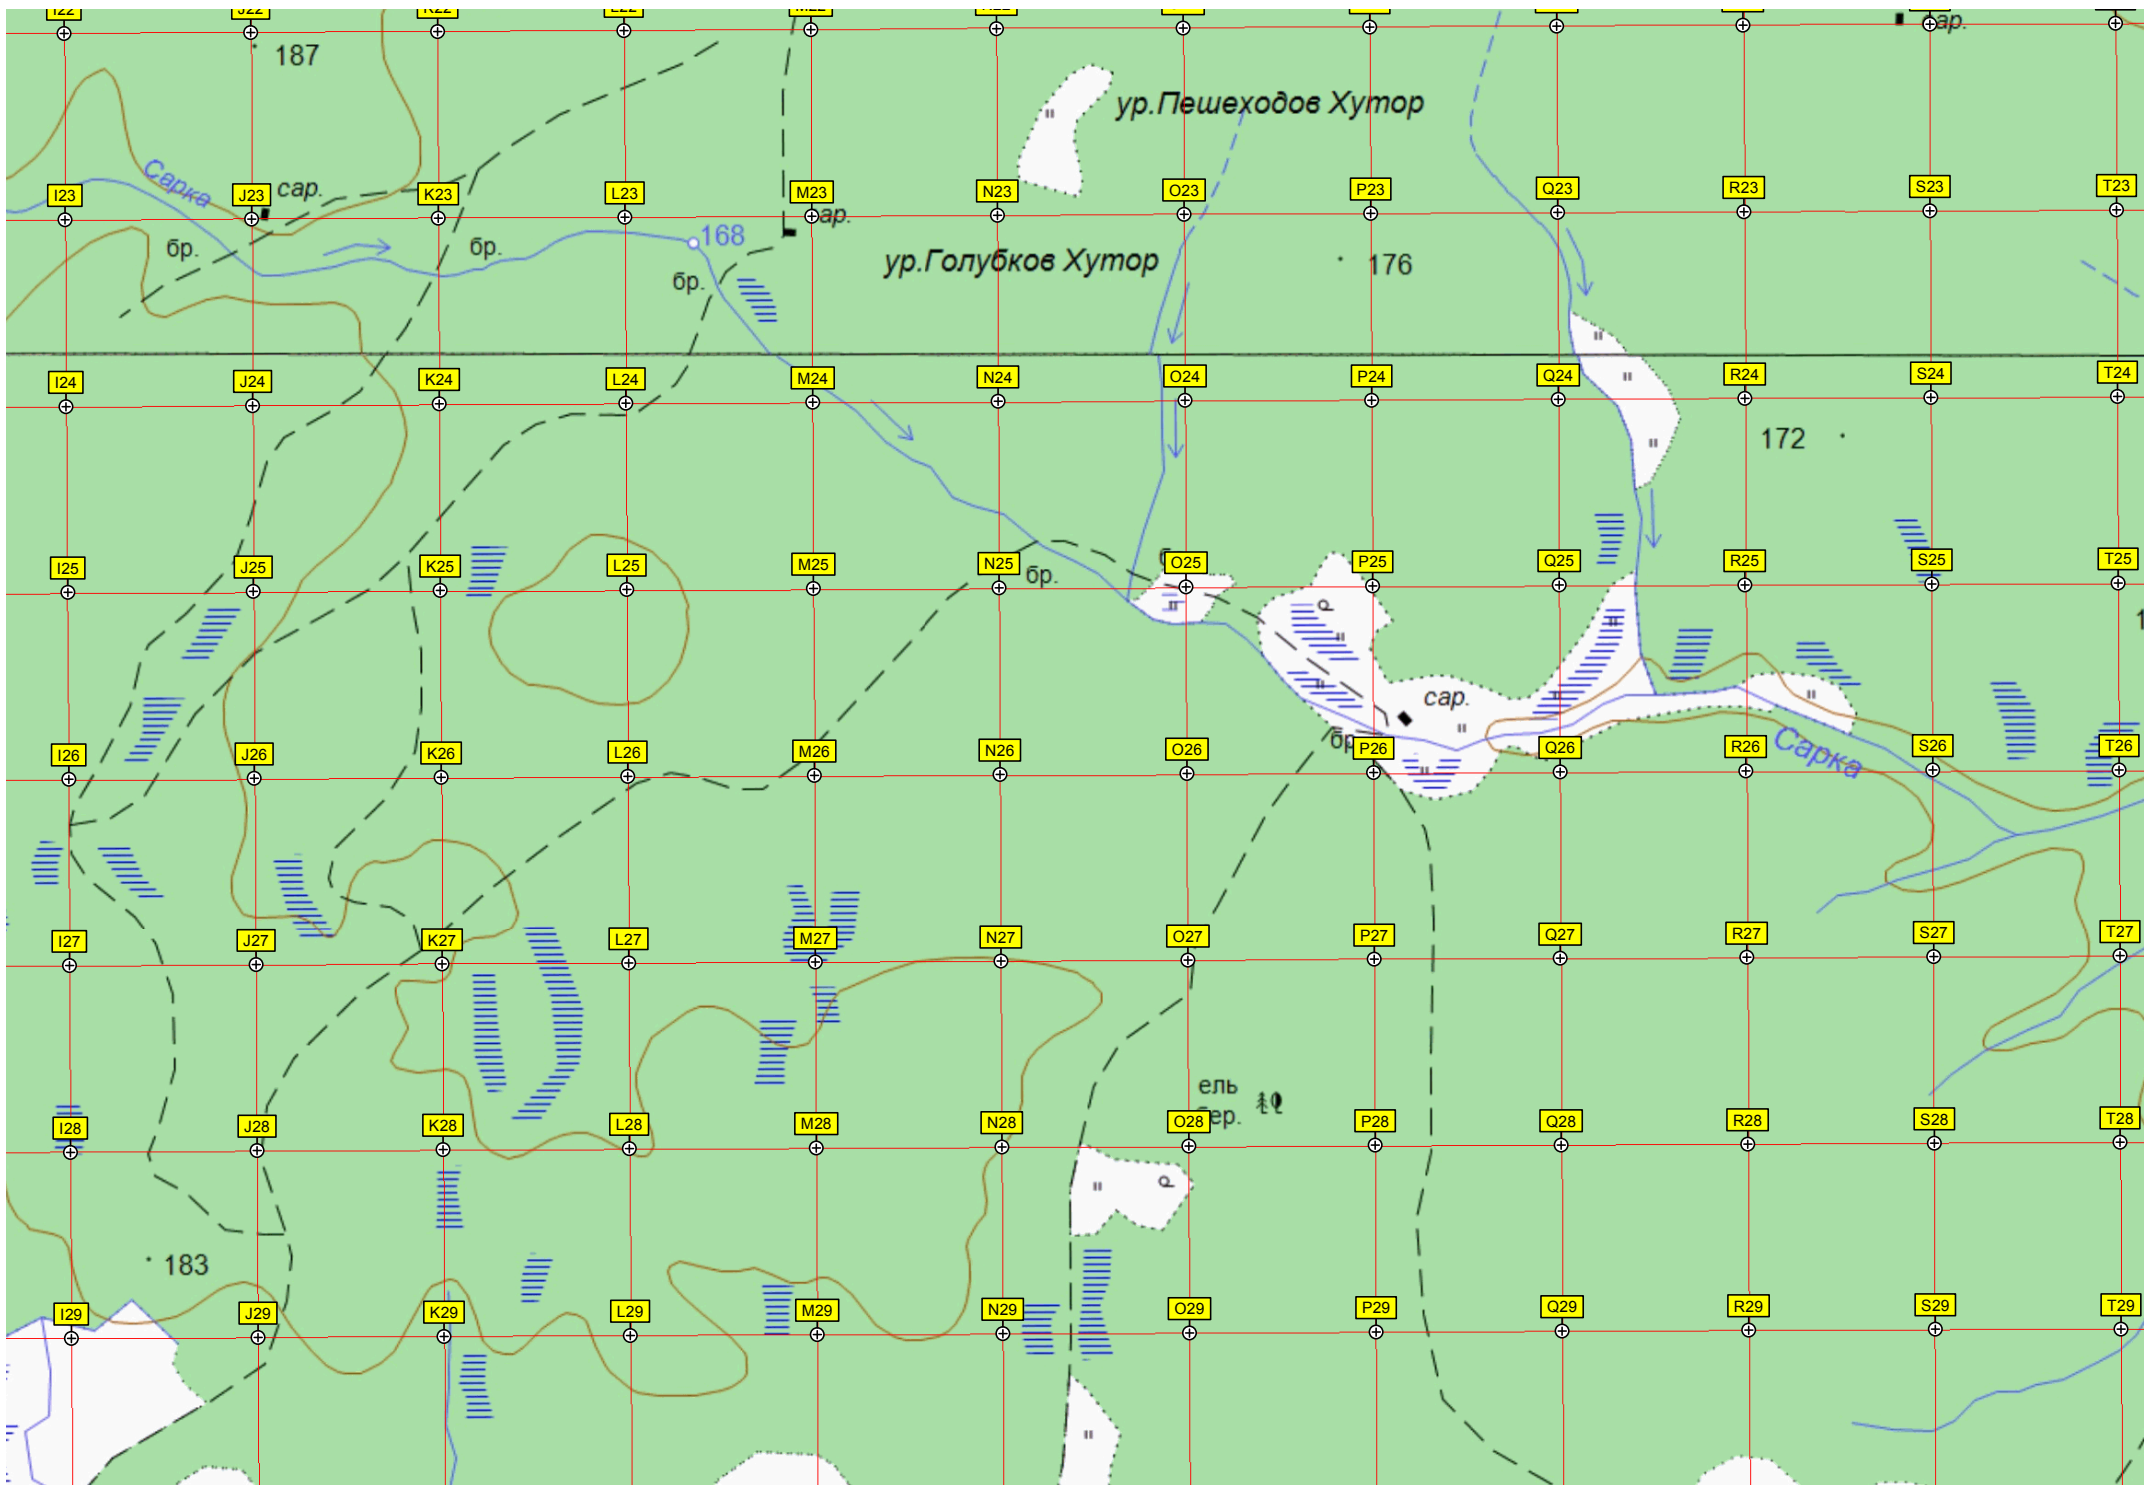 I22 J22 K22 L22 M22
187
ур.Пешеходов Хутор
Сарка
сар.
I23 J23 K23 L23 M23 N23 O23 P23 Q23 R23 S23 T23
бр.
бр.
168
ур.Голубков Хутор
176
бр.
I24 J24 K24 L24 M24 N24 O24 P24 Q24 R24 S24 T24
172
I25 J25 K25 L25 M25 N25 O25 P25 Q25 R25 S25 T25
бр.
сар.
I26 J26 K26 L26 M26 N26 O26 P26 Q26 R26 S26 T26
Сарка
I27 J27 K27 L27 M27 N27 O27 P27 Q27 R27 S27 T27
ель
I28 J28 K28 L28 M28 N28 O28 P28 Q28 R28 S28 T28
183
I29 J29 K29 L29 M29 N29 O29 P29 Q29 R29 S29 T29